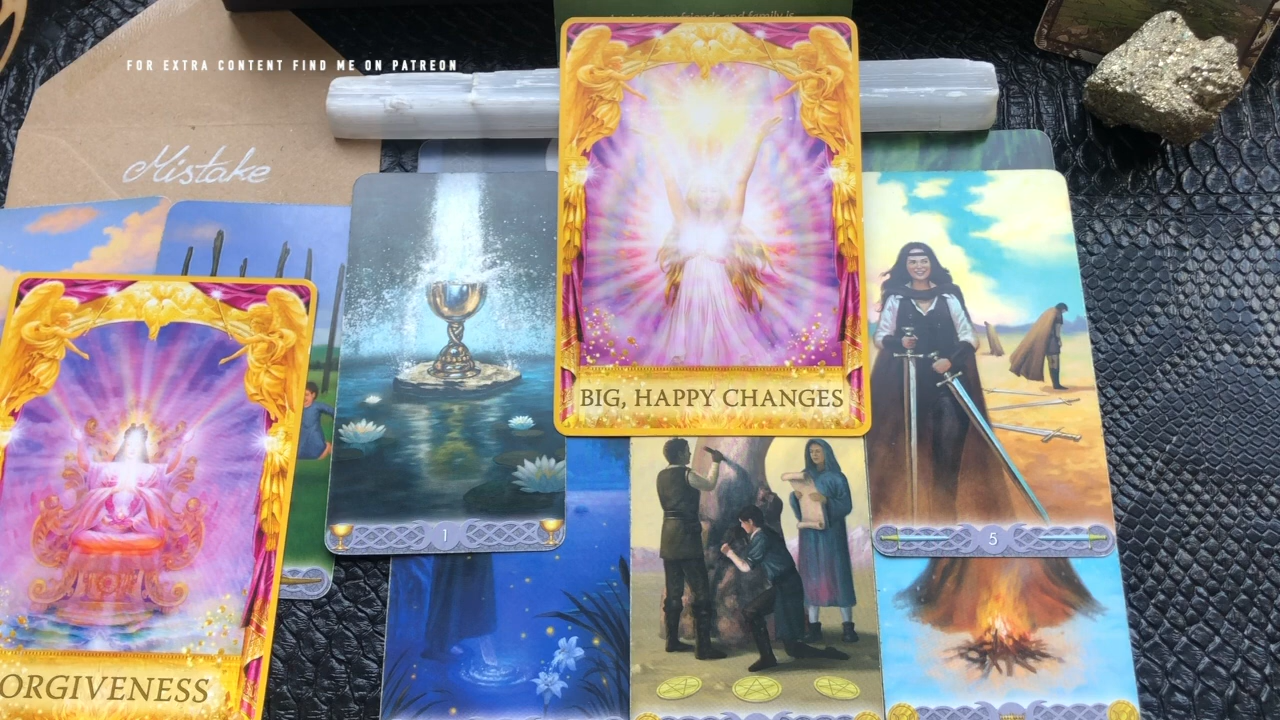 FOR EXTRA CONTENT FIND ME ON PATREON
Mistake
BIG, HAPPY CHANGES
1
5
ORGIVENESS